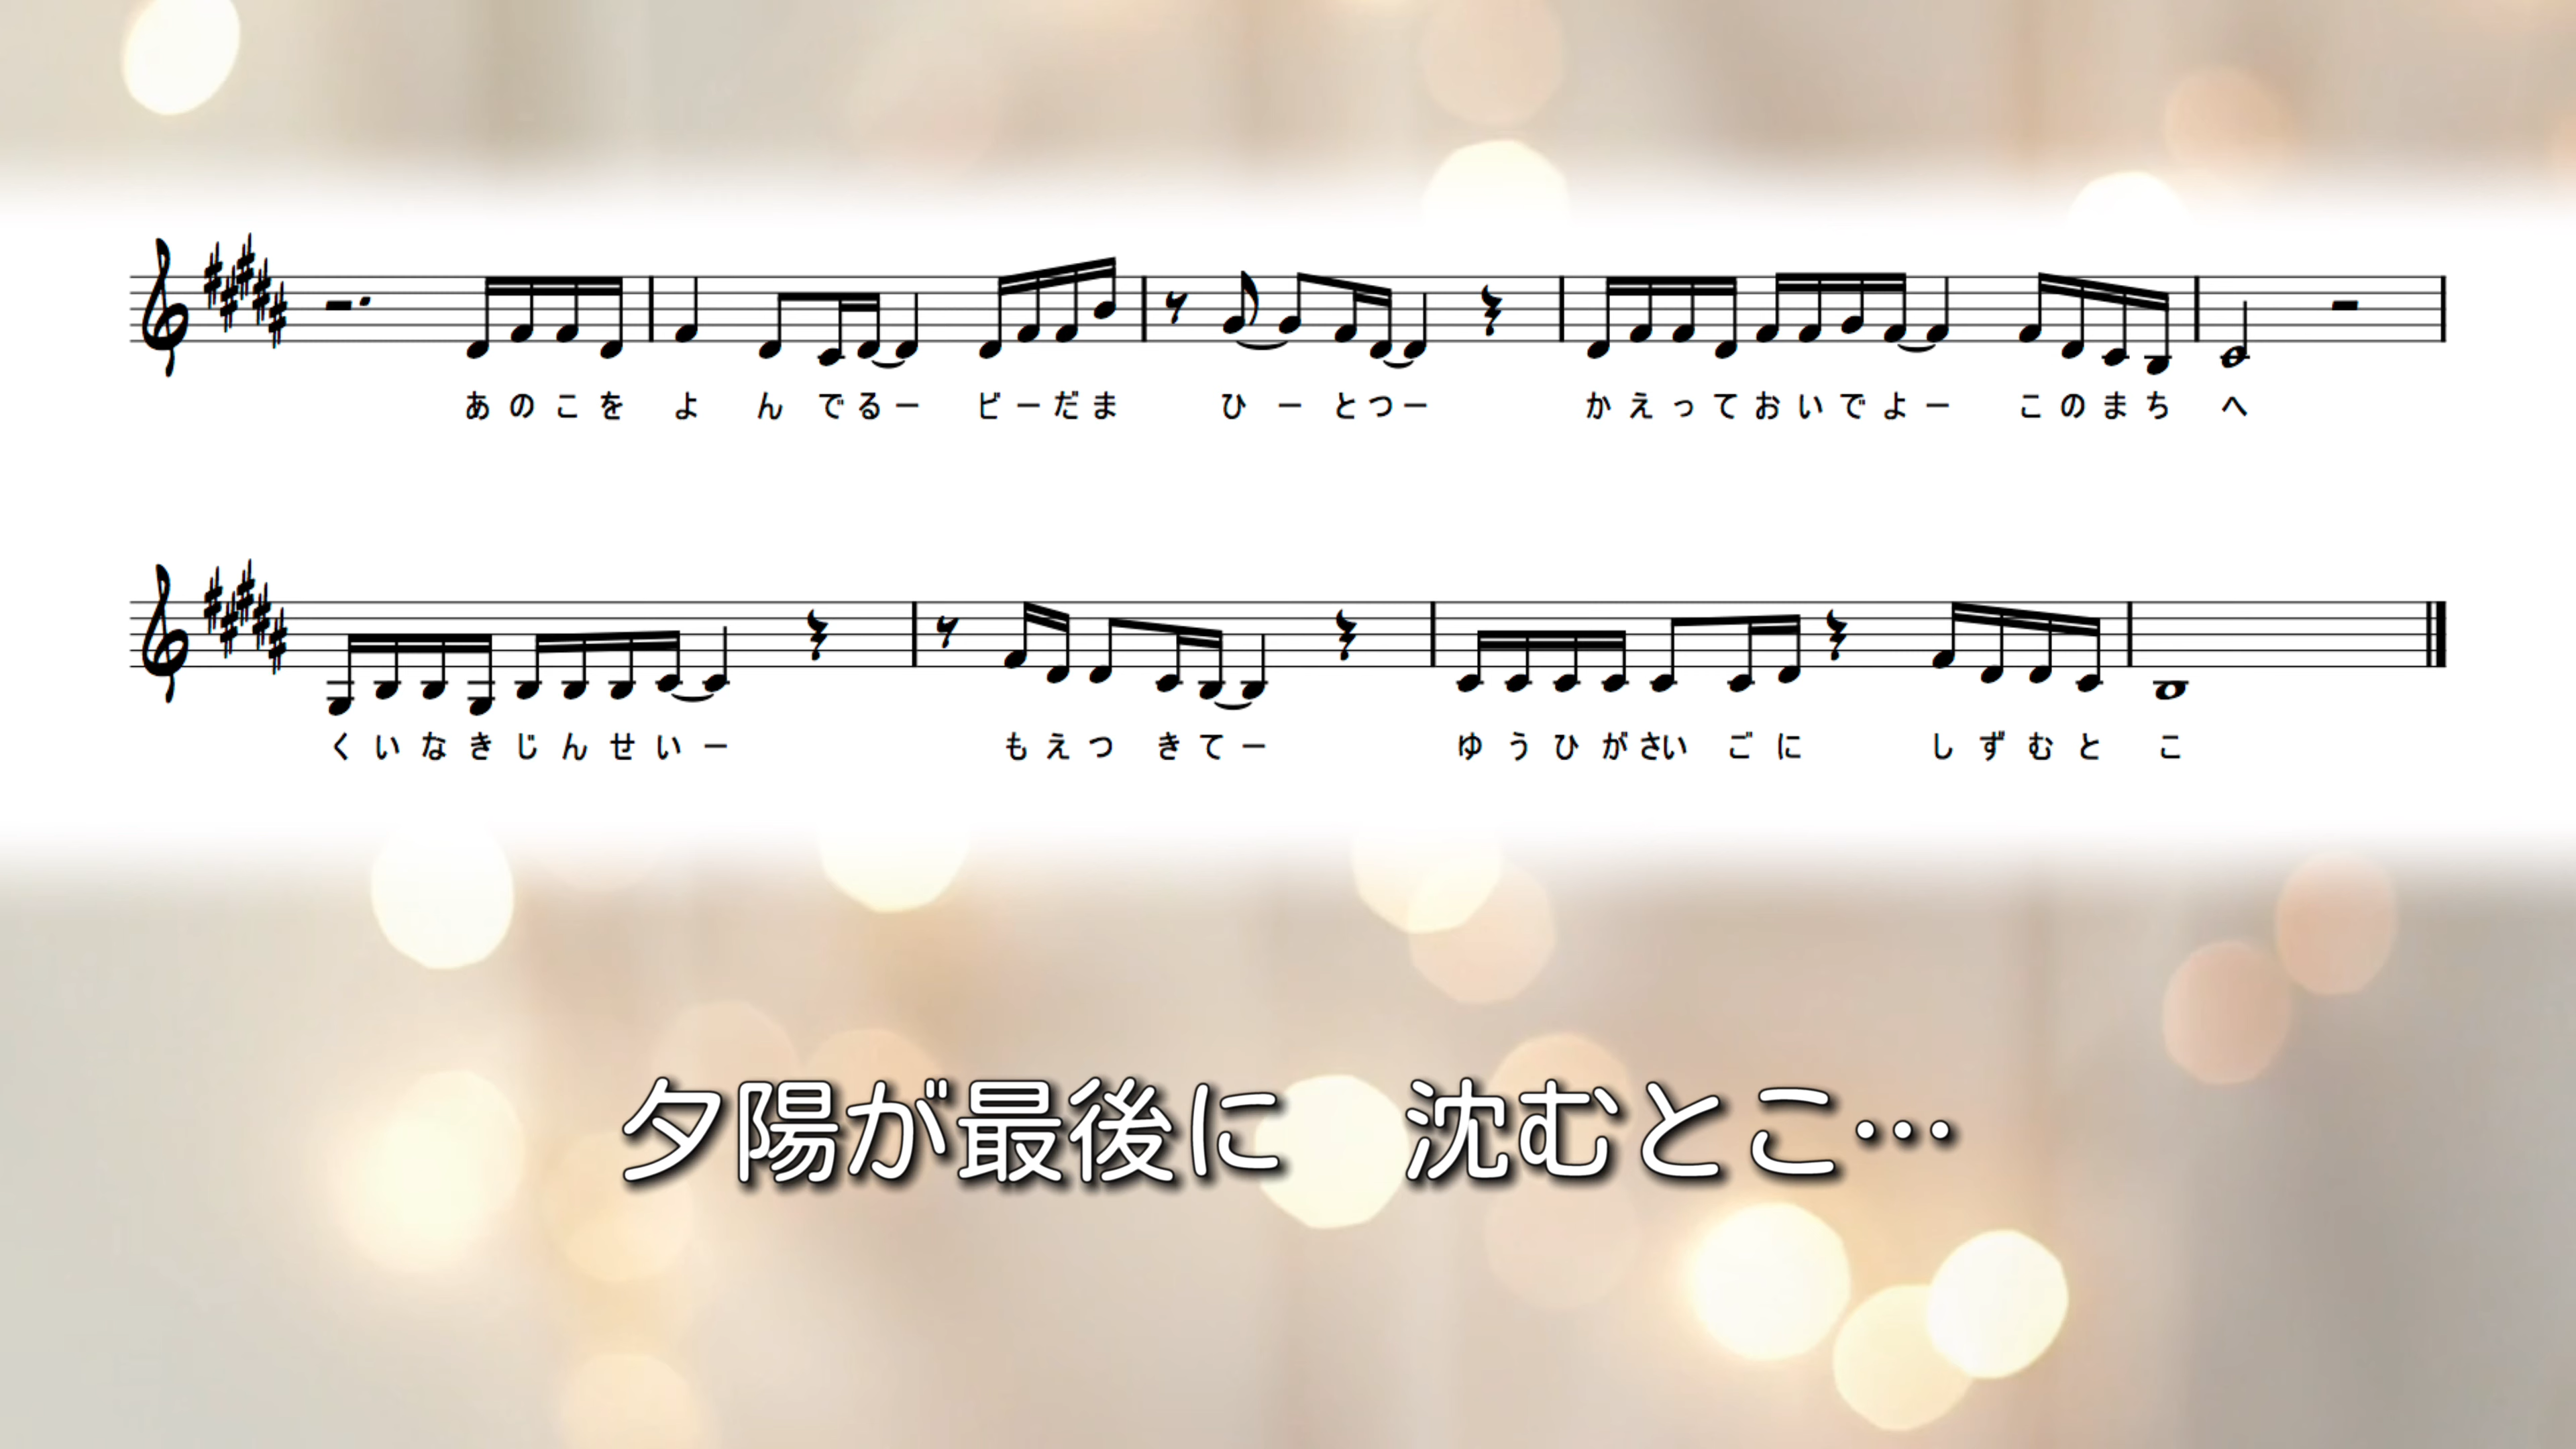 あのこをよんでるービーだまひーとつーかえっておいでよーこのまちへ
くいなきじんせいーもえつきてーゆうひがさいごにしずむとこ
夕陽が最後に　沈むとこ…